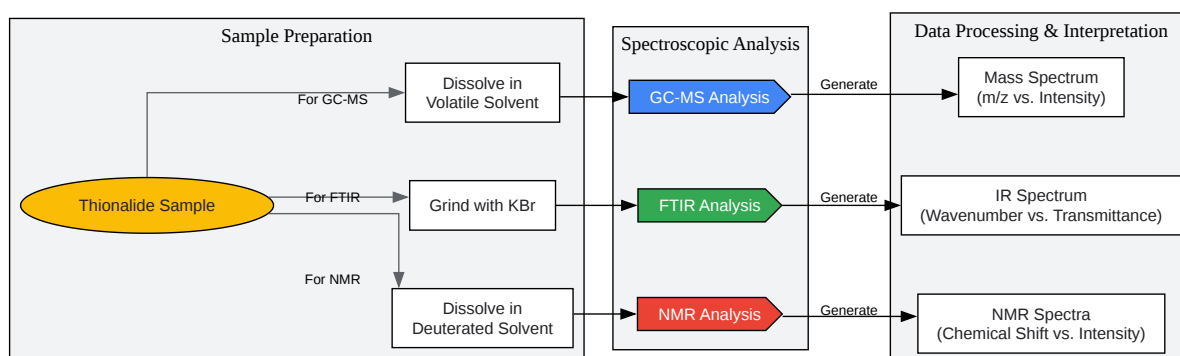 Sample Preparation
Spectroscopic Analysis
Data Processing & Interpretation
For GC-MS
Dissolve in
Volatile Solvent
GC-MS Analysis
Generate
Mass Spectrum
(m/z vs. Intensity)
Thionalide Sample
For FTIR
Grind with KBr
FTIR Analysis
Generate
IR Spectrum
(Wavenumber vs. Transmittance)
For NMR
Dissolve in
Deuterated Solvent
NMR Analysis
Generate
NMR Spectra
(Chemical Shift vs. Intensity)